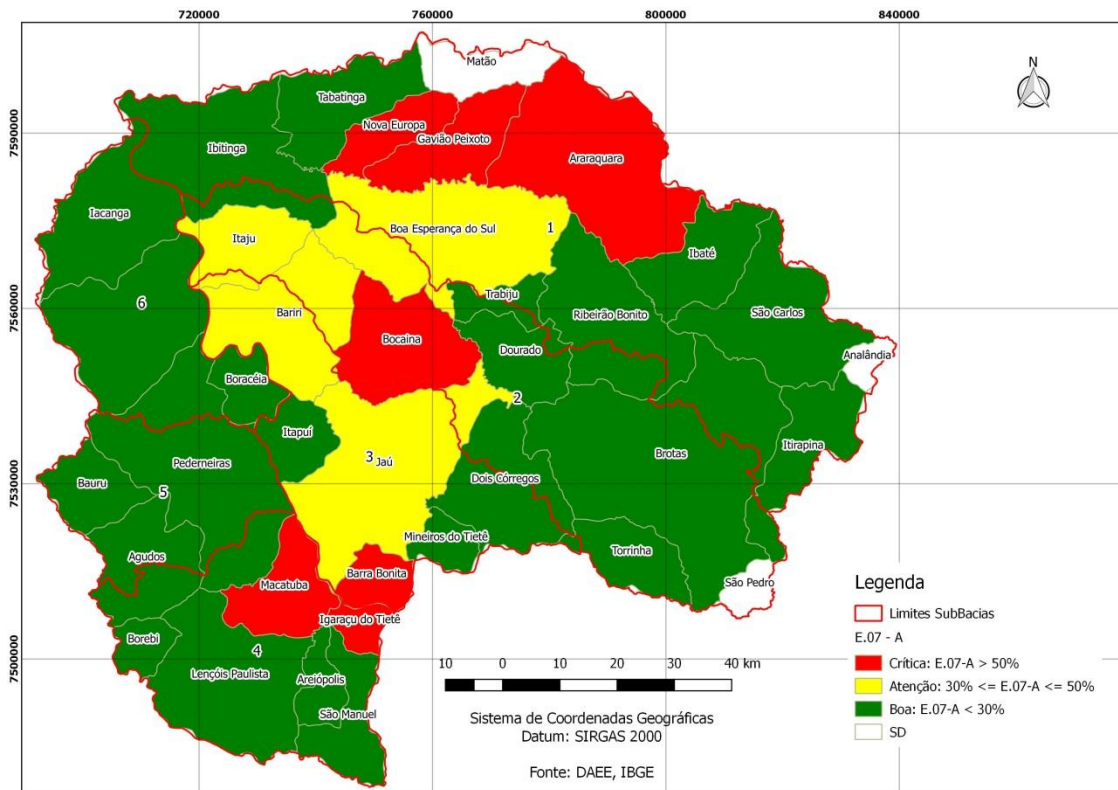 720000 760000 800000 840000
Matão
N
Tabatinga
7590000
Nova Europa
Gavião Peixoto
Ibitinga
Araraquara
Iacanga
Boa Esperança do Sul
1
Itaju
Ibaté
6
Trabiju
7560000
Bariri
Ribeirão Bonito
São Carlos
Bocaina
Dourado
Analândia
Boracéia
2
Itapuí
Itirapina
Brotas
3
Jaú
Pederneiras
Dois Córregos
7530000
Bauru
5
Mineiros do Tietê
Agudos
Torrinha
Barra Bonita
Macatuba
São Pedro
Igaraçu do Tietê
Borebi
4
7500000
Lençóis Paulista
Areiópolis
São Manuel
10 0 10 20 30 40 km
Sistema de Coordenadas Geográficas
Datum: SIRGAS 2000
Fonte: DAEE, IBGE
Legenda
Limites SubBacias
E.07 - A
Crítica: E.07-A > 50%
Atenção: 30% <= E.07-A <= 50%
Boa: E.07-A < 30%
SD
720000 760000 800000 840000